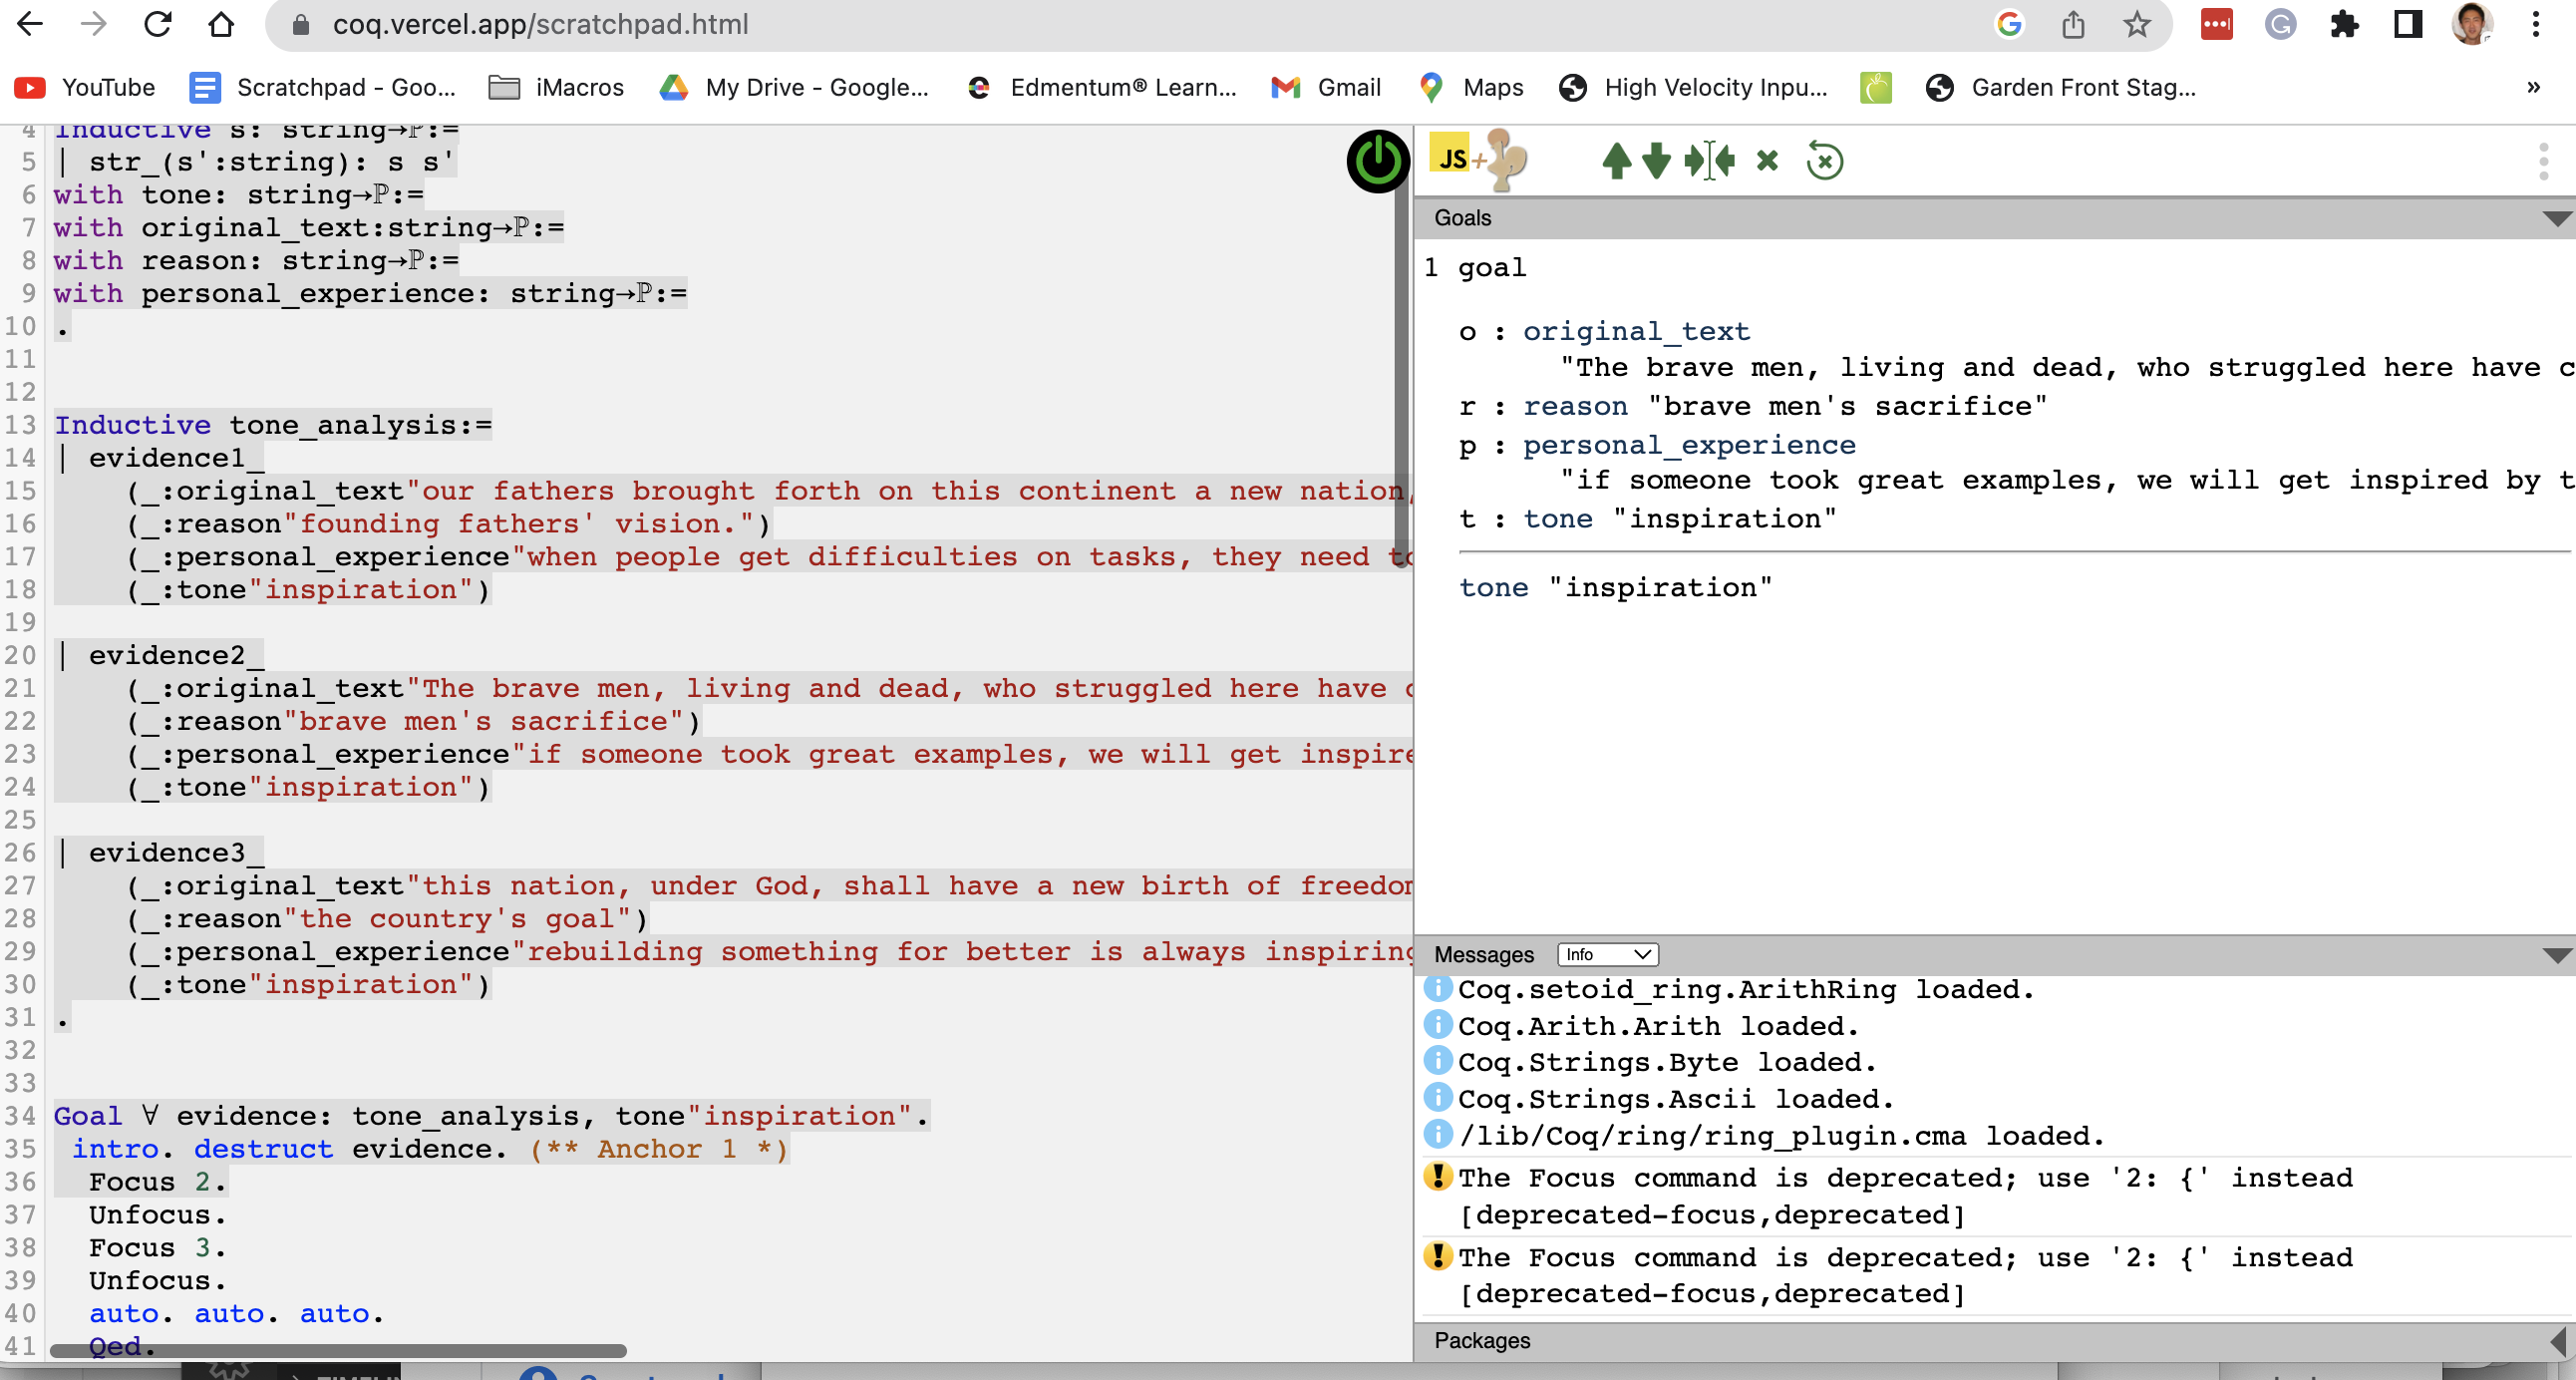 coq.vercel.app/scratchpad.html
YouTube
Scratchpad - Goo...
iMacros
My Drive - Google...
Edmentum® Learn...
Gmail
Maps
High Velocity Inpu...
Garden Front Stag...
»
4 Inductive s: string→ℙ:=
5 | str_(s':string): s s'
6 with tone: string→ℙ:=
7 with original_text:string→ℙ:=
8 with reason: string→ℙ:=
9 with personal_experience: string→ℙ:=
10 .
11
12
13 Inductive tone_analysis:=
14 | evidence1_
15 (_:original_text"our fathers brought forth on this continent a new nation,
16 (_:reason"founding fathers' vision.")
17 (_:personal_experience"when people get difficulties on tasks, they need to
18 (_:tone"inspiration")
19
20 | evidence2_
21 (_:original_text"The brave men, living and dead, who struggled here have c
22 (_:reason"brave men's sacrifice")
23 (_:personal_experience"if someone took great examples, we will get inspire
24 (_:tone"inspiration")
25
26 | evidence3_
27 (_:original_text"this nation, under God, shall have a new birth of freedom
28 (_:reason"the country's goal")
29 (_:personal_experience"rebuilding something for better is always inspiring
30 (_:tone"inspiration")
31 .
32
33
34 Goal ∀ evidence: tone_analysis, tone"inspiration".
35 intro. destruct evidence. (** Anchor 1 *)
36 Focus 2.
37 Unfocus.
38 Focus 3.
39 Unfocus.
40 auto. auto. auto.
41 Qed.
JS+
Goals
1 goal
o : original_text
"The brave men, living and dead, who struggled here have c
r : reason "brave men's sacrifice"
p : personal_experience
"if someone took great examples, we will get inspired by t
t : tone "inspiration"
tone "inspiration"
Messages Info
Coq.setoid_ring.ArithRing loaded.
Coq.Arith.Arith loaded.
Coq.Strings.Byte loaded.
Coq.Strings.Ascii loaded.
/lib/Coq/ring/ring_plugin.cma loaded.
The Focus command is deprecated; use '2: {' instead
[deprecated-focus,deprecated]
The Focus command is deprecated; use '2: {' instead
[deprecated-focus,deprecated]
Packages